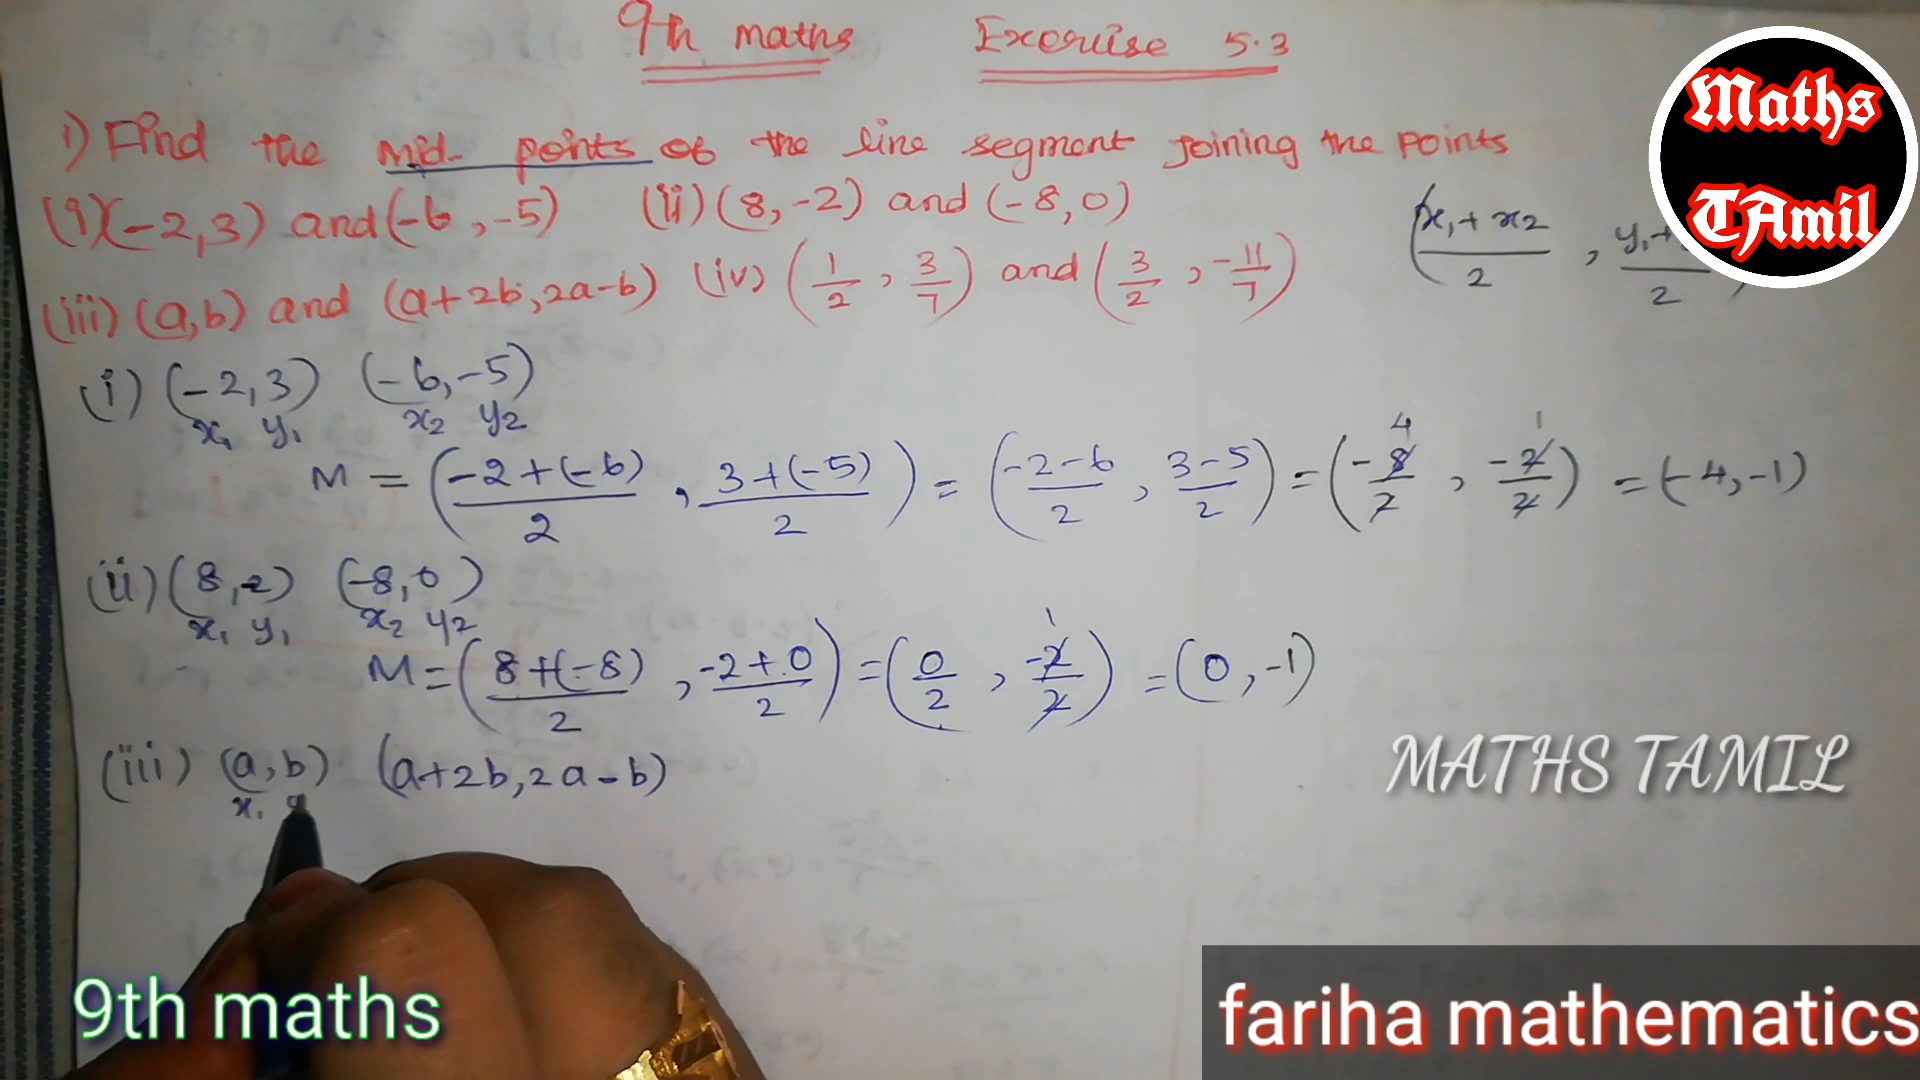 9th maths Exercise 5.3
1) Find the mid- points of the line segment joining the points
(i) (-2,3) and (-6,-5) (ii) (8,-2) and (-8,0)
(iii) (a,b) and (a+2b,2a-b) (iv) (1/2, 3/7) and (3/2, -11/7)
(x₁+x₂/2, y₁+/2)
(i) (-2,3) (-6,-5)
x₁ y₁ x₂ y₂
M = (-2+(-6)/2, 3+(-5)/2) = (-2-6/2, 3-5/2) = (-8/2, -2/2) = (-4,-1)
4 1
(ii) (8,-2) (-8,0)
x₁ y₁ x₂ y₂
M = (8+(-8)/2, -2+0/2) = (0/2, -2/2) = (0,-1)
1
(iii) (a,b) (a+2b,2a-b)
x₁
Maths
TAmil
MATHS TAMIL
9th maths
fariha mathematics